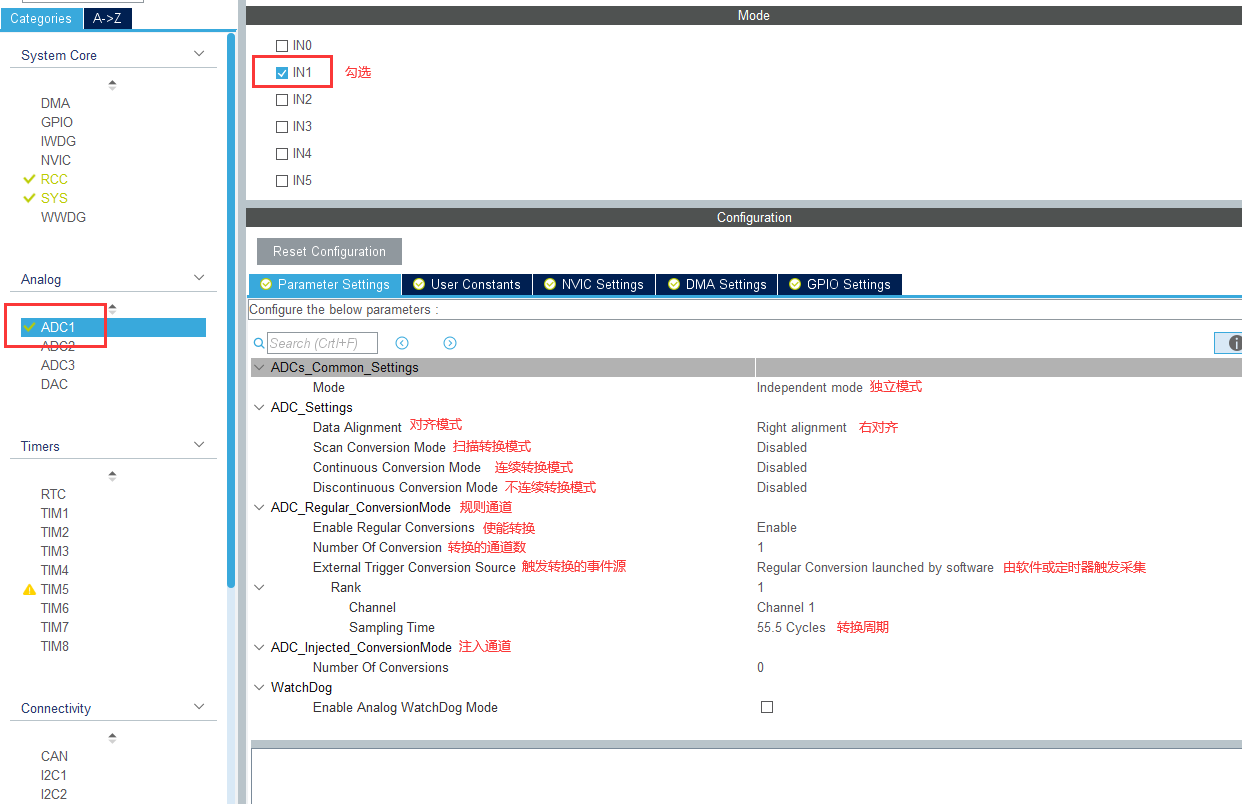 Categories
A->Z
System Core
DMA
GPIO
IWDG
NVIC
RCC
SYS
WWDG
Analog
ADC1
ADC2
ADC3
DAC
Timers
RTC
TIM1
TIM2
TIM3
TIM4
TIM5
TIM6
TIM7
TIM8
Connectivity
CAN
I2C1
I2C2
Mode
IN0
IN1 勾选
IN2
IN3
IN4
IN5
Configuration
Reset Configuration
Parameter Settings User Constants NVIC Settings DMA Settings GPIO Settings
Configure the below parameters :
Search (CrtI+F)
ADCs_Common_Settings
Mode Independent mode 独立模式
ADC_Settings
Data Alignment 对齐模式 Right alignment 右对齐
Scan Conversion Mode 扫描转换模式 Disabled
Continuous Conversion Mode 连续转换模式 Disabled
Discontinuous Conversion Mode 不连续转换模式 Disabled
ADC_Regular_ConversionMode 规则通道
Enable Regular Conversions 使能转换 Enable
Number Of Conversion 转换的通道数 1
External Trigger Conversion Source 触发转换的事件源 Regular Conversion launched by software 由软件或定时器触发采集
Rank 1
Channel Channel 1
Sampling Time 55.5 Cycles 转换周期
ADC_Injected_ConversionMode 注入通道
Number Of Conversions 0
WatchDog
Enable Analog WatchDog Mode